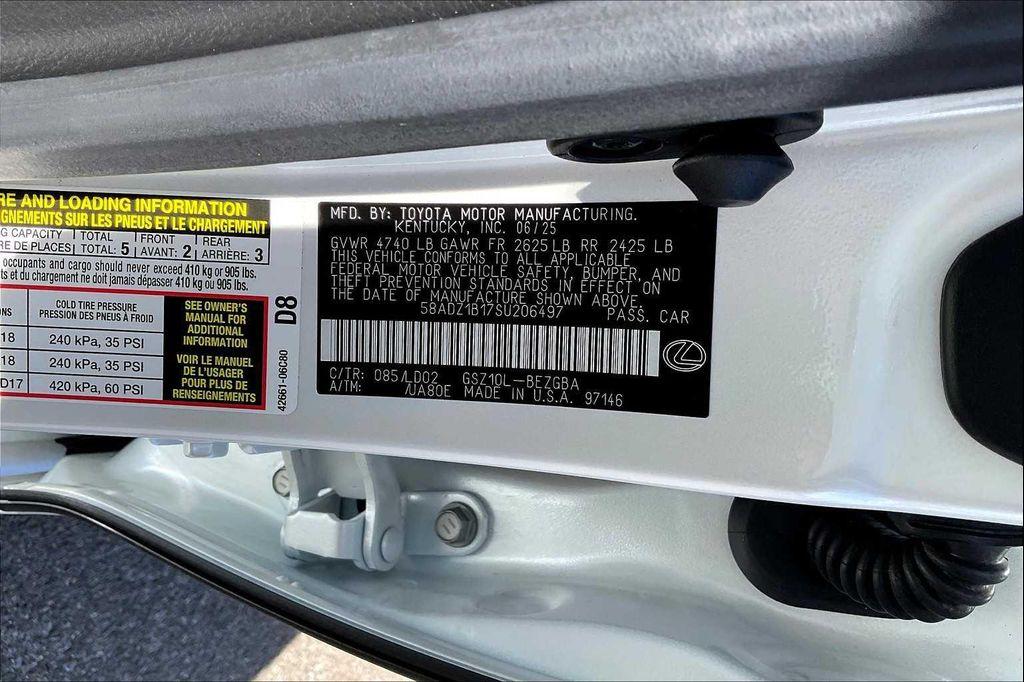 RE AND LOADING INFORMATION
GNEMENTS SUR LES PNEUS ET LE CHARGEMENT
G CAPACITY TOTAL FRONT REAR
RE DE PLACES TOTAL: 5 AVANT: 2 ARRIÈRE: 3
occupants and cargo should never exceed 410 kg or 905 lbs.
ts et du chargement ne doit jamais dépasser 410 kg ou 905 lbs.
ONS
COLD TIRE PRESSURE
PRESSION DES PNEUS À FROID
18 240 kPa, 35 PSI
18 240 kPa, 35 PSI
D17 420 kPa, 60 PSI
SEE OWNER'S
MANUAL FOR
ADDITIONAL
INFORMATION
VOIR LE MANUEL
DE L'USAGER
POUR PLUS DE
RENSEIGNEMENTS
D8
42661-06C80
MFD. BY: TOYOTA MOTOR MANUFACTURING.
KENTUCKY, INC. 06/25
GVWR 4740 LB GAWR FR 2625 LB RR 2425 LB
THIS VEHICLE CONFORMS TO ALL APPLICABLE
FEDERAL MOTOR VEHICLE SAFETY, BUMPER, AND
THEFT PREVENTION STANDARDS IN EFFECT ON
THE DATE OF MANUFACTURE SHOWN ABOVE.
58ADZ1B17SU206497 PASS. CAR
C/TR: 085/LD02 GSZ10L-BEZGBA
A/TM: /UA80E MADE IN U.S.A. 97146